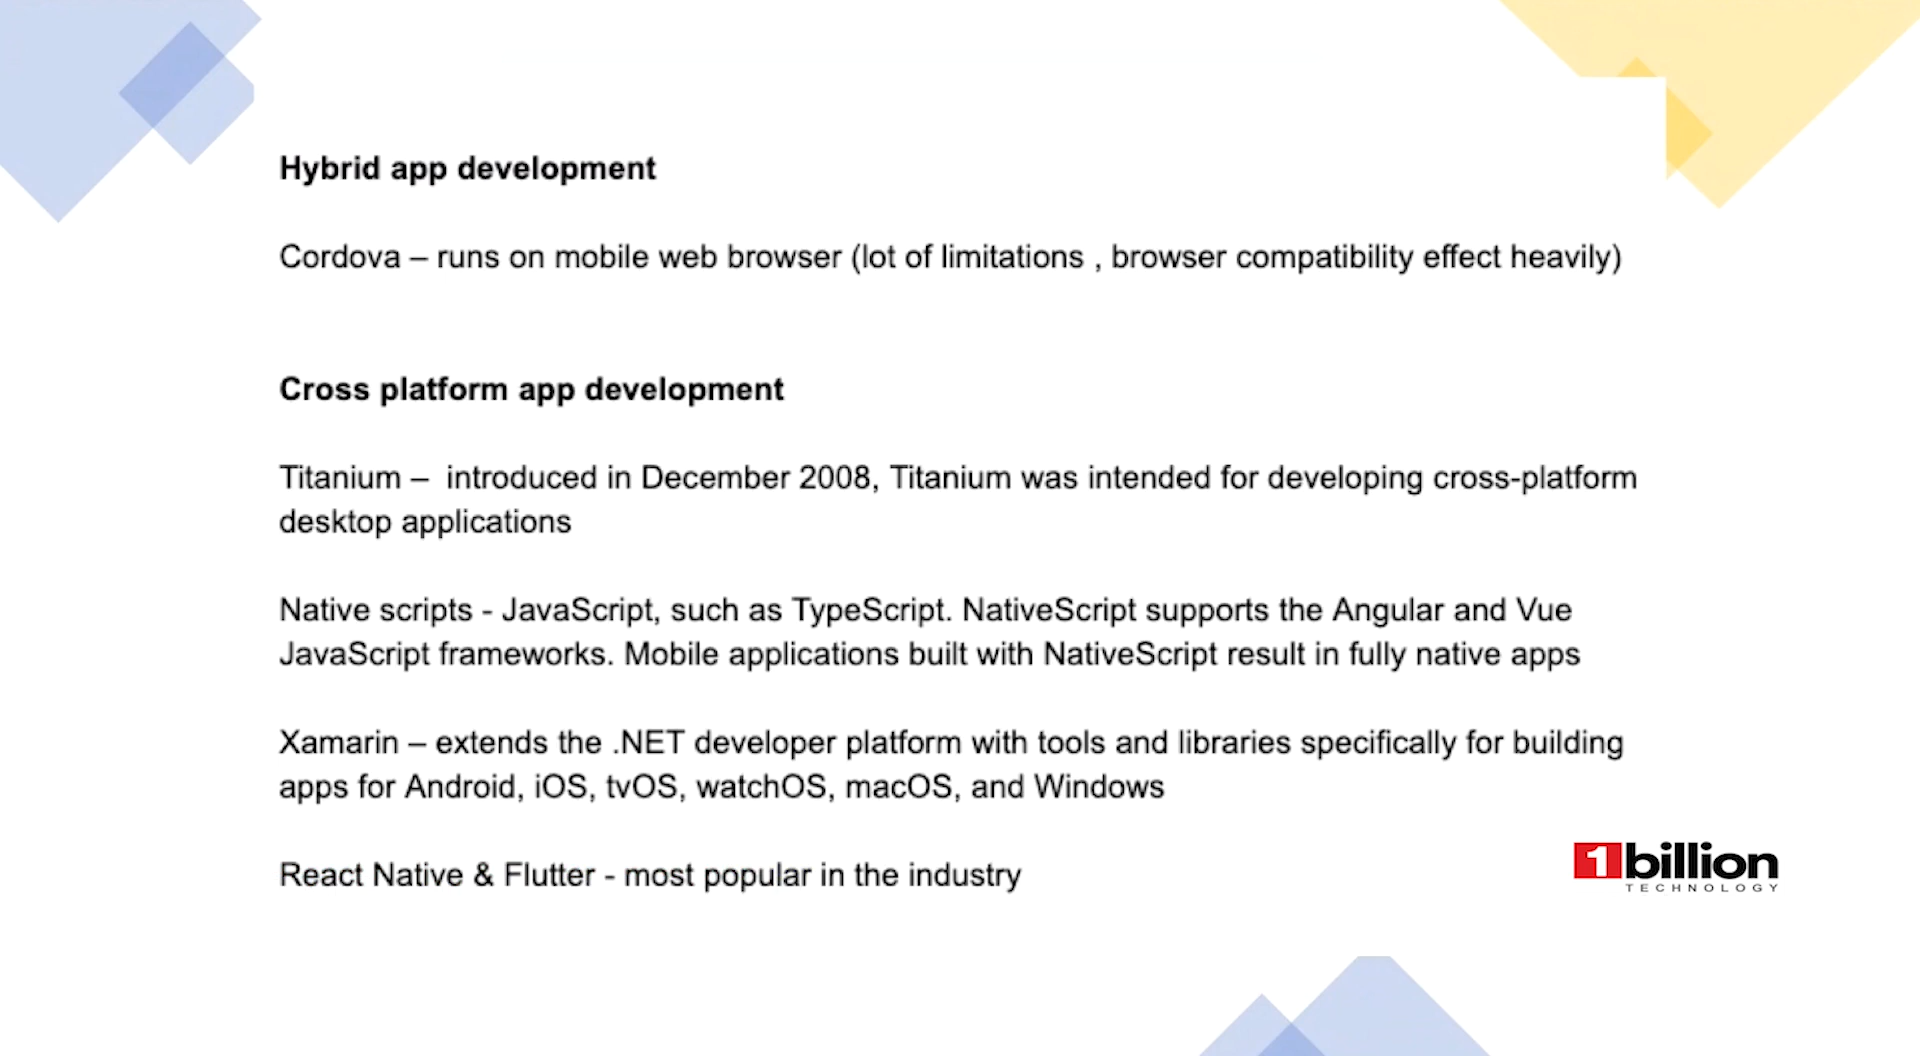 Hybrid app development
Cordova – runs on mobile web browser (lot of limitations , browser compatibility effect heavily)
Cross platform app development
Titanium –  introduced in December 2008, Titanium was intended for developing cross-platform
desktop applications
Native scripts - JavaScript, such as TypeScript. NativeScript supports the Angular and Vue
JavaScript frameworks. Mobile applications built with NativeScript result in fully native apps
Xamarin – extends the .NET developer platform with tools and libraries specifically for building
apps for Android, iOS, tvOS, watchOS, macOS, and Windows
React Native & Flutter - most popular in the industry
1billion
TECHNOLOGY